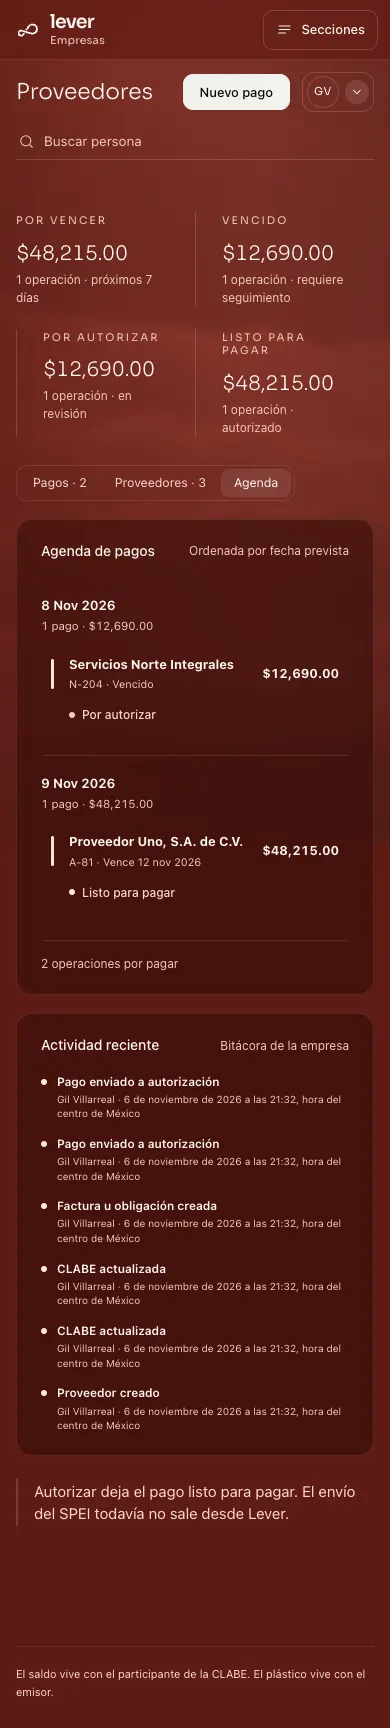 lever
Empresas
Secciones
Proveedores
Nuevo pago
GV
Buscar persona
POR VENCER
$48,215.00
1 operación · próximos 7
días
VENCIDO
$12,690.00
1 operación · requiere
seguimiento
POR AUTORIZAR
$12,690.00
1 operación · en
revisión
LISTO PARA
PAGAR
$48,215.00
1 operación ·
autorizado
Pagos · 2
Proveedores · 3
Agenda
Agenda de pagos
Ordenada por fecha prevista
8 Nov 2026
1 pago · $12,690.00
Servicios Norte Integrales
$12,690.00
N-204 · Vencido
Por autorizar
9 Nov 2026
1 pago · $48,215.00
Proveedor Uno, S.A. de C.V.
$48,215.00
A-81 · Vence 12 nov 2026
Listo para pagar
2 operaciones por pagar
Actividad reciente
Bitácora de la empresa
Pago enviado a autorización
Gil Villarreal · 6 de noviembre de 2026 a las 21:32, hora del
centro de México
Pago enviado a autorización
Gil Villarreal · 6 de noviembre de 2026 a las 21:32, hora del
centro de México
Factura u obligación creada
Gil Villarreal · 6 de noviembre de 2026 a las 21:32, hora del
centro de México
CLABE actualizada
Gil Villarreal · 6 de noviembre de 2026 a las 21:32, hora del
centro de México
CLABE actualizada
Gil Villarreal · 6 de noviembre de 2026 a las 21:32, hora del
centro de México
Proveedor creado
Gil Villarreal · 6 de noviembre de 2026 a las 21:32, hora del
centro de México
Autorizar deja el pago listo para pagar. El envío
del SPEI todavía no sale desde Lever.
El saldo vive con el participante de la CLABE. El plástico vive con el
emisor.